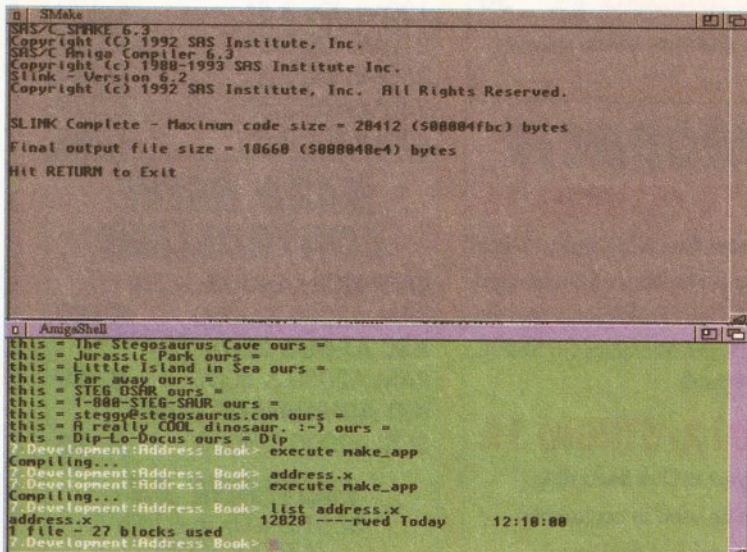 SMake
SAS/C_SMAKE 6.3
Copyright (C) 1992 SAS Institute, Inc.
SAS/C Amiga Compiler 6.3
Copyright (c) 1988-1993 SAS Institute Inc.
Slink - Version 6.2
Copyright (c) 1992 SAS Institute, Inc.  All Rights Reserved.
SLINK Complete - Maximum code size = 20412 ($00004fbc) bytes
Final output file size = 18660 ($000048e4) bytes
Hit RETURN to Exit
AmigaShell
this = The Stegosaurus Cave ours =
this = Jurassic Park ours =
this = Little Island in Sea ours =
this = Far away ours =
this = STEG OSAR ours =
this = 1-800-STEG-SAUR ours =
this = steggy@stegosaurus.com ours =
this = A really COOL dinosaur. :-) ours =
this = Dip-Lo-Docus ours = Dip
7.Development:Address Book> execute make_app
Compiling...
7.Development:Address Book> address.x
7.Development:Address Book> execute make_app
Compiling...
7.Development:Address Book> list address.x
address.x 12828 ----rwed Today 12:10:00
1 file - 27 blocks used
7.Development:Address Book>